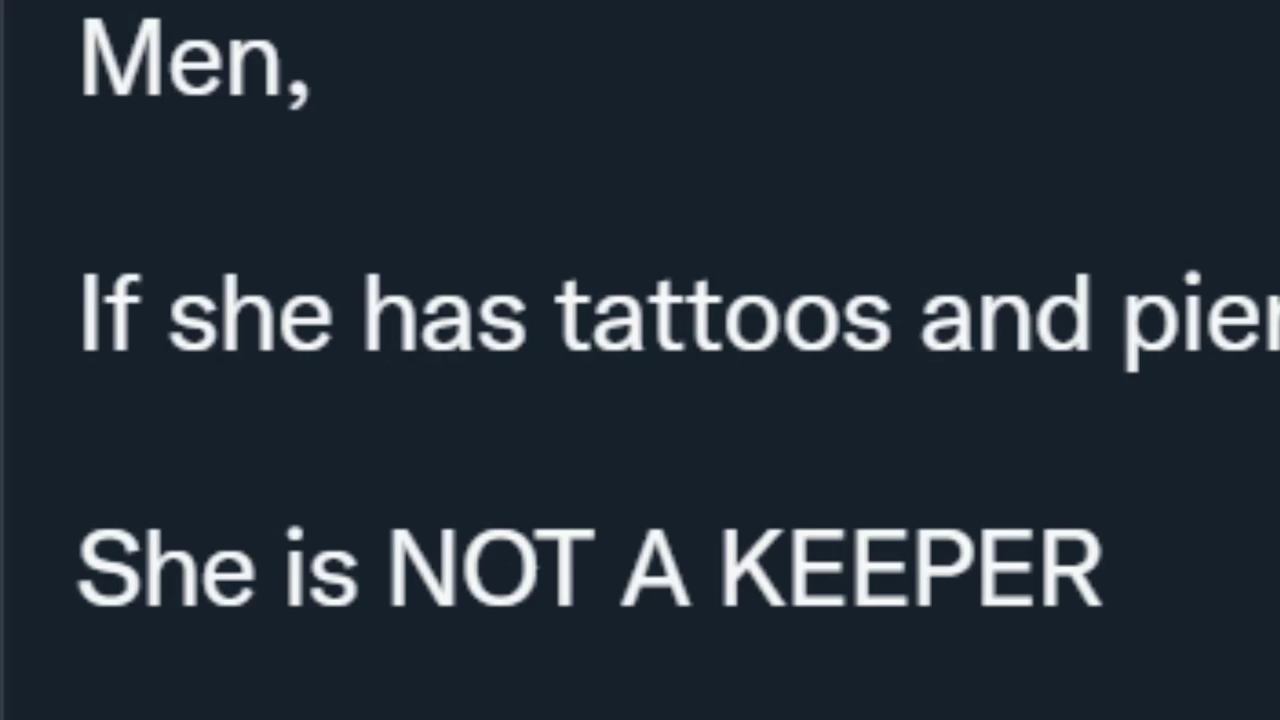 Men,
If she has tattoos and
She is NOT A KEEPER